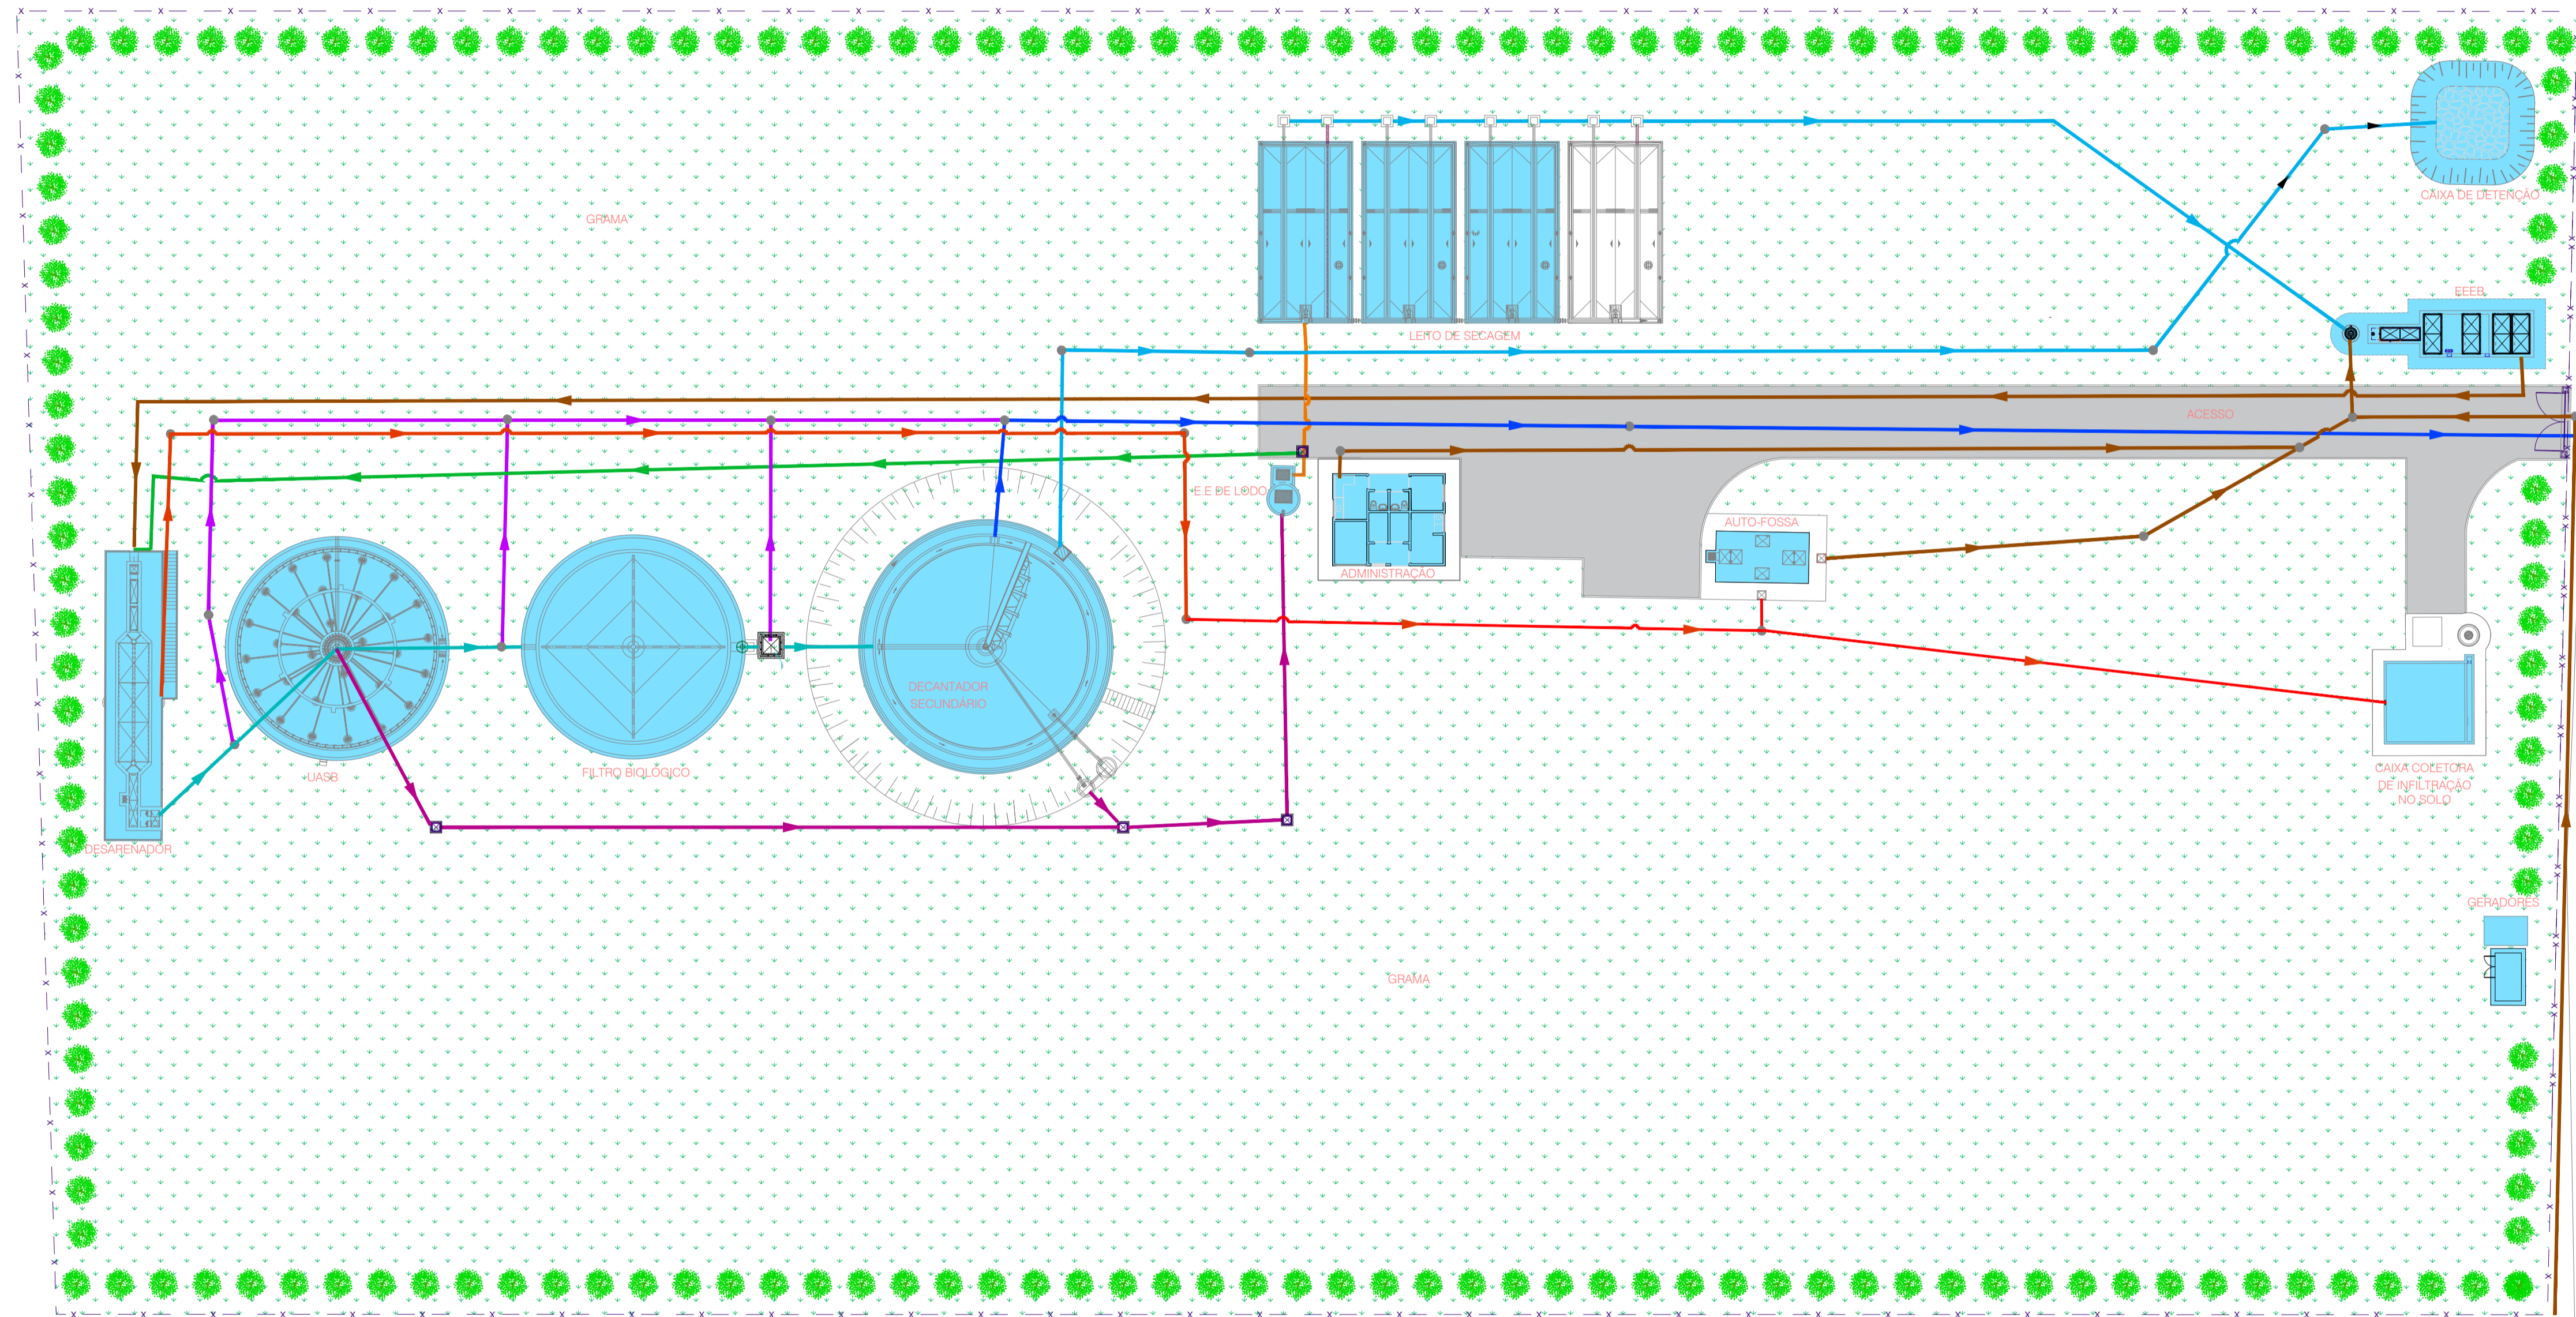 GRAMA
CAIXA DE DETENÇÃO
EEEB
LEITO DE SECAGEM
ACESSO
E.E DE LODO
AUTO-FOSSA
ADMINISTRAÇÃO
DECANTADOR
SECUNDÁRIO
UASB
FILTRO BIOLÓGICO
CAIXA COLETORA
DE INFILTRAÇÃO
NO SOLO
DESARENADOR
GERADORES
GRAMA